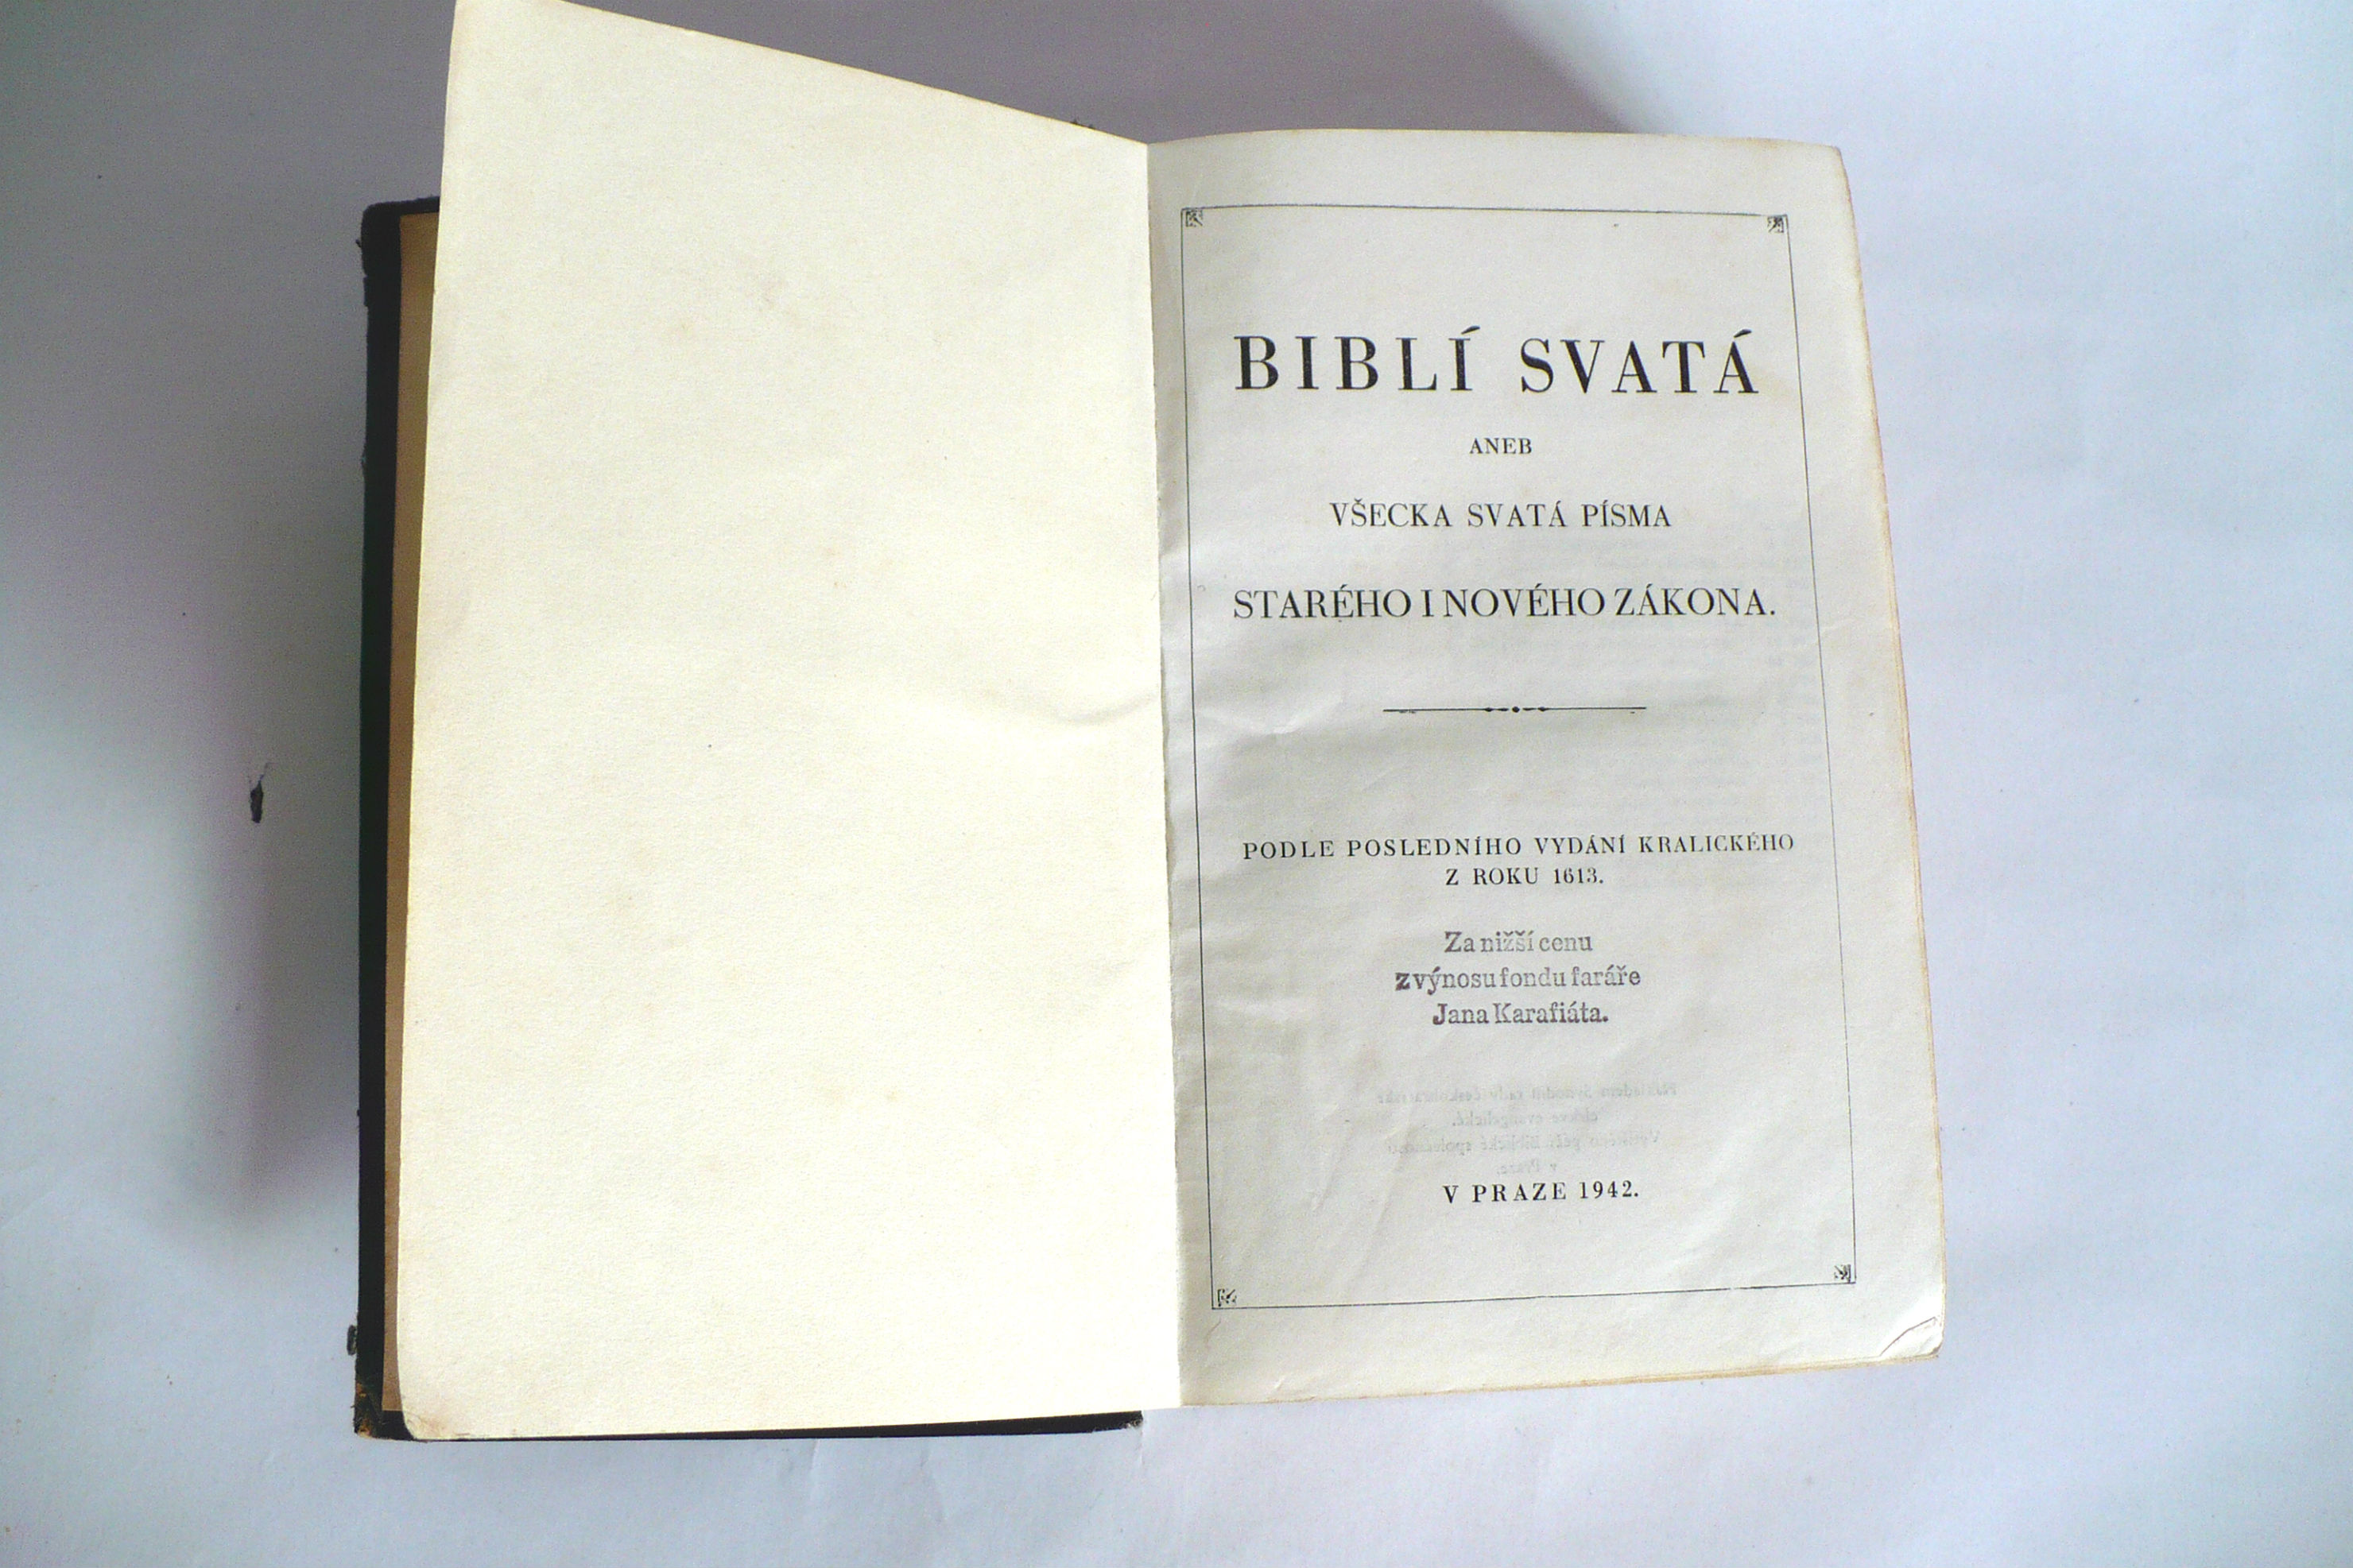 BIBLÍ SVATÁ
ANEB
VŠECKA SVATÁ PÍSMA
STARÉHO I NOVÉHO ZÁKONA.
PODLE POSLEDNÍHO VYDÁNÍ KRALICKÉHO
Z ROKU 1613.
Za nižší cenu
z výnosu fondu faráře
Jana Karafiáta.
V PRAZE 1942.